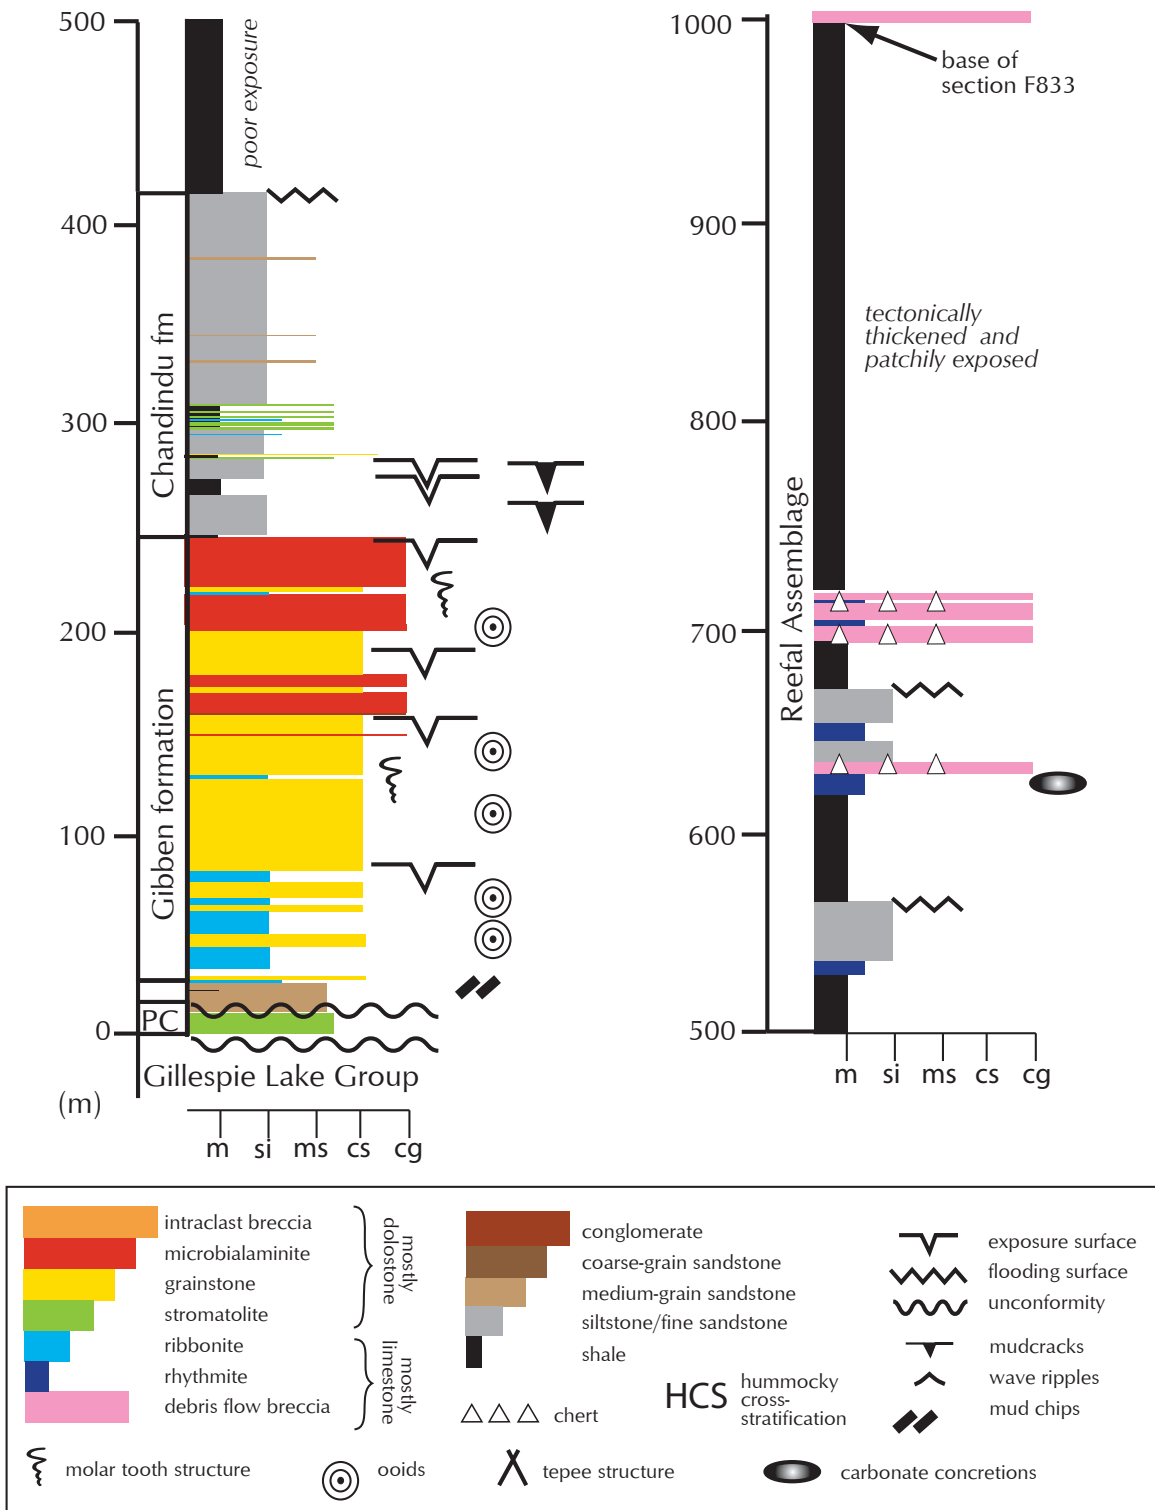 500
400
300
200
100
0
(m)
poor exposure
Chandindu fm
Gibben formation
PC
Gillespie Lake Group
m si ms cs cg
1000
900
800
700
600
500
base of
section F833
tectonically
thickened and
patchily exposed
Reefal Assemblage
m si ms cs cg
intraclast breccia
microbialaminite
grainstone
stromatolite
ribbonite
rhythmite
debris flow breccia
mostly
dolostone
mostly
limestone
conglomerate
coarse-grain sandstone
medium-grain sandstone
siltstone/fine sandstone
shale
chert
HCS hummocky
cross-
stratification
exposure surface
flooding surface
unconformity
mudcracks
wave ripples
mud chips
molar tooth structure
ooids
tepee structure
carbonate concretions